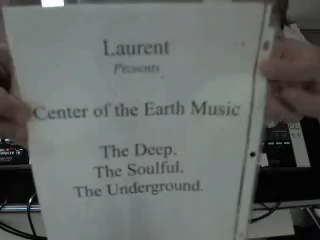 Laurent
Presents
Center of the Earth Music
The Deep.
The Soulful.
The Underground.